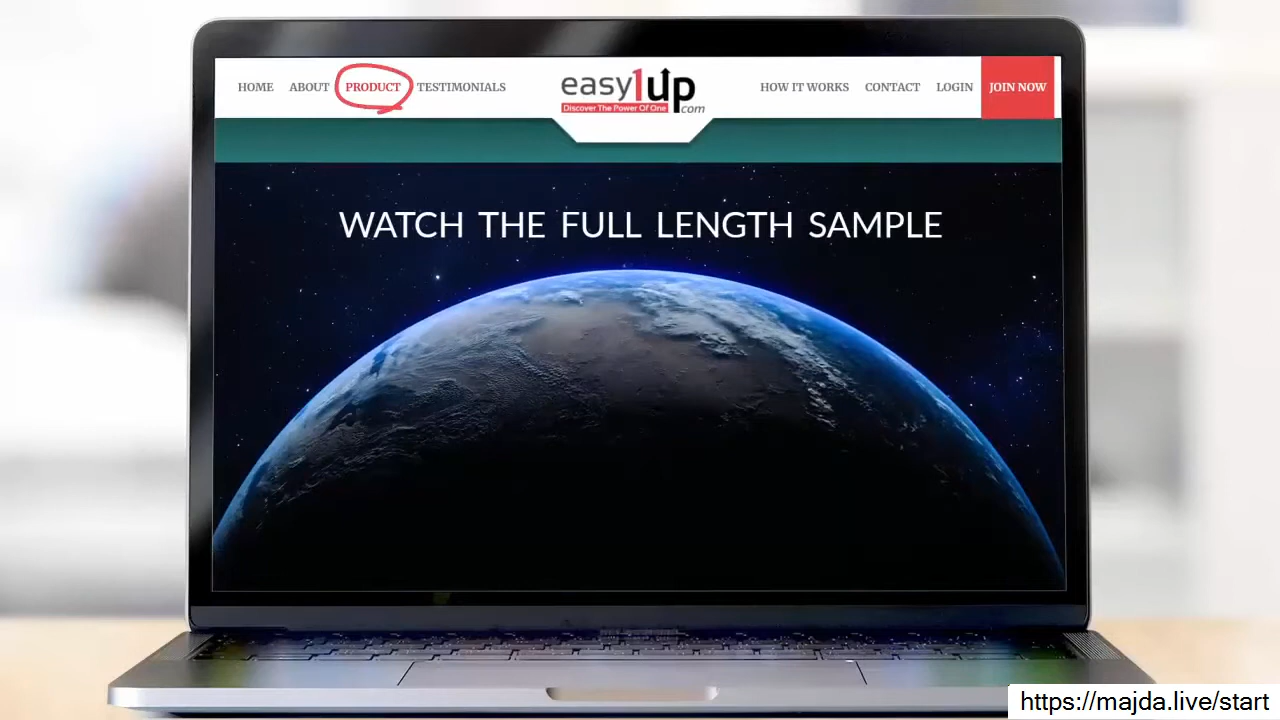 HOME ABOUT PRODUCT TESTIMONIALS easy1up HOW IT WORKS CONTACT LOGIN JOIN NOW
Discover The Power Of One .com
WATCH THE FULL LENGTH SAMPLE
https://majda.live/start